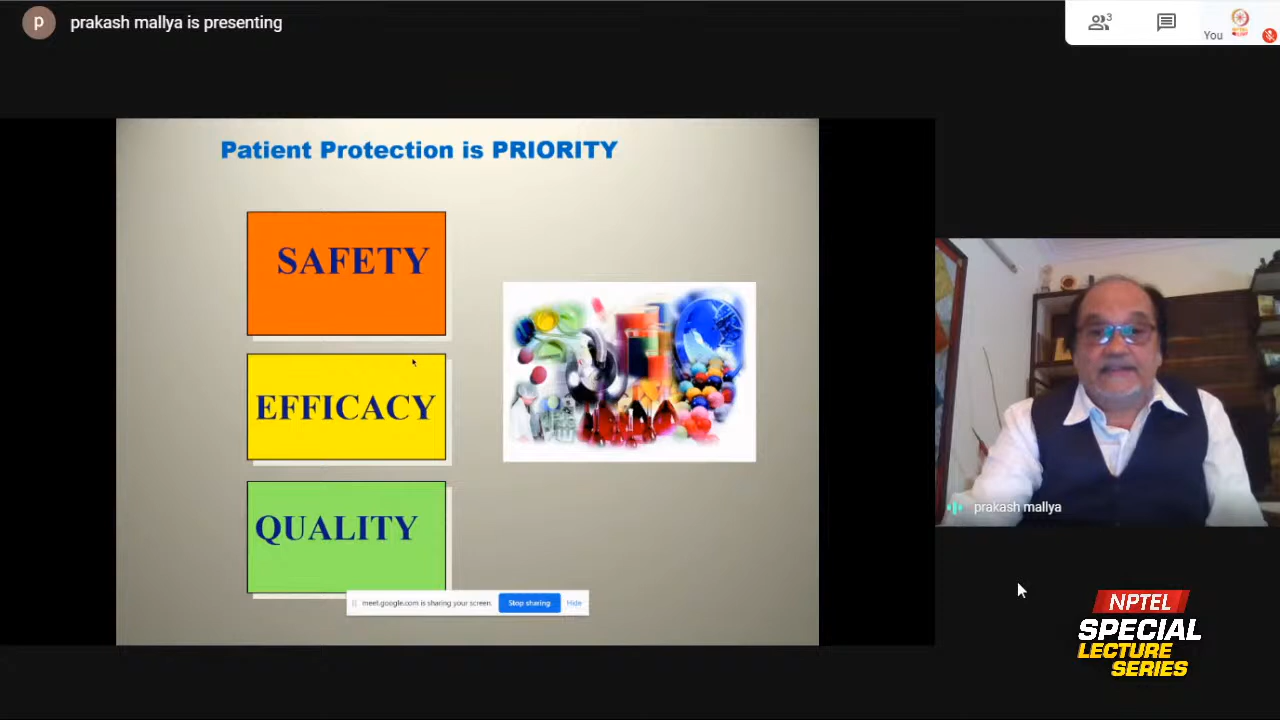 p
prakash mallya is presenting
3
You
Patient Protection is PRIORITY
SAFETY
EFFICACY
QUALITY
meet.google.com is sharing your screen.
Stop sharing
Hide
prakash mallya
NPTEL
SPECIAL
LECTURE
SERIES